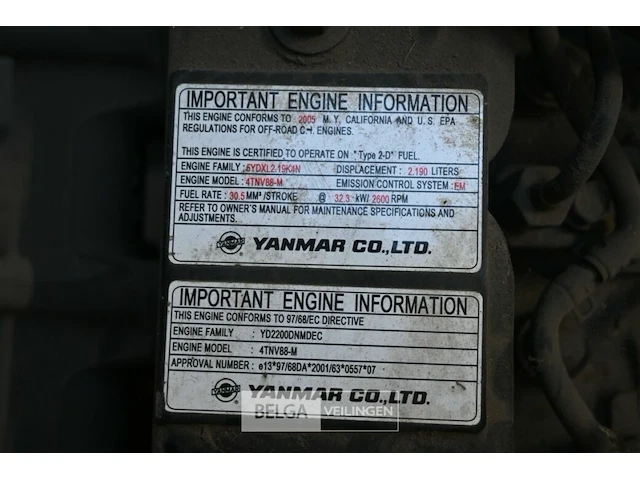 IMPORTANT ENGINE INFORMATION
THIS ENGINE CONFORMS TO 2005 M.Y. CALIFORNIA AND U.S. EPA
REGULATIONS FOR OFF-ROAD C.I. ENGINES.
THIS ENGINE IS CERTIFIED TO OPERATE ON "Type 2-D" FUEL.
ENGINE FAMILY : 5YDXL2.19K4N DISPLACEMENT : 2.190 LITERS
ENGINE MODEL : 4TNV88-M EMISSION CONTROL SYSTEM : EM
FUEL RATE : 30.5 MM³/STROKE @ 32.3 kW/ 2600 RPM
REFER TO OWNER'S MANUAL FOR MAINTENANCE SPECIFICATIONS AND
ADJUSTMENTS.
YANMAR YANMAR CO.,LTD.
IMPORTANT ENGINE INFORMATION
THIS ENGINE CONFORMS TO 97/68/EC DIRECTIVE
ENGINE FAMILY : YD2200DNMDEC
ENGINE MODEL : 4TNV88-M
APPROVAL NUMBER : e13*97/68DA*2001/63*0557*07
YANMAR YANMAR CO.,LTD.
BELGA VEILINGEN